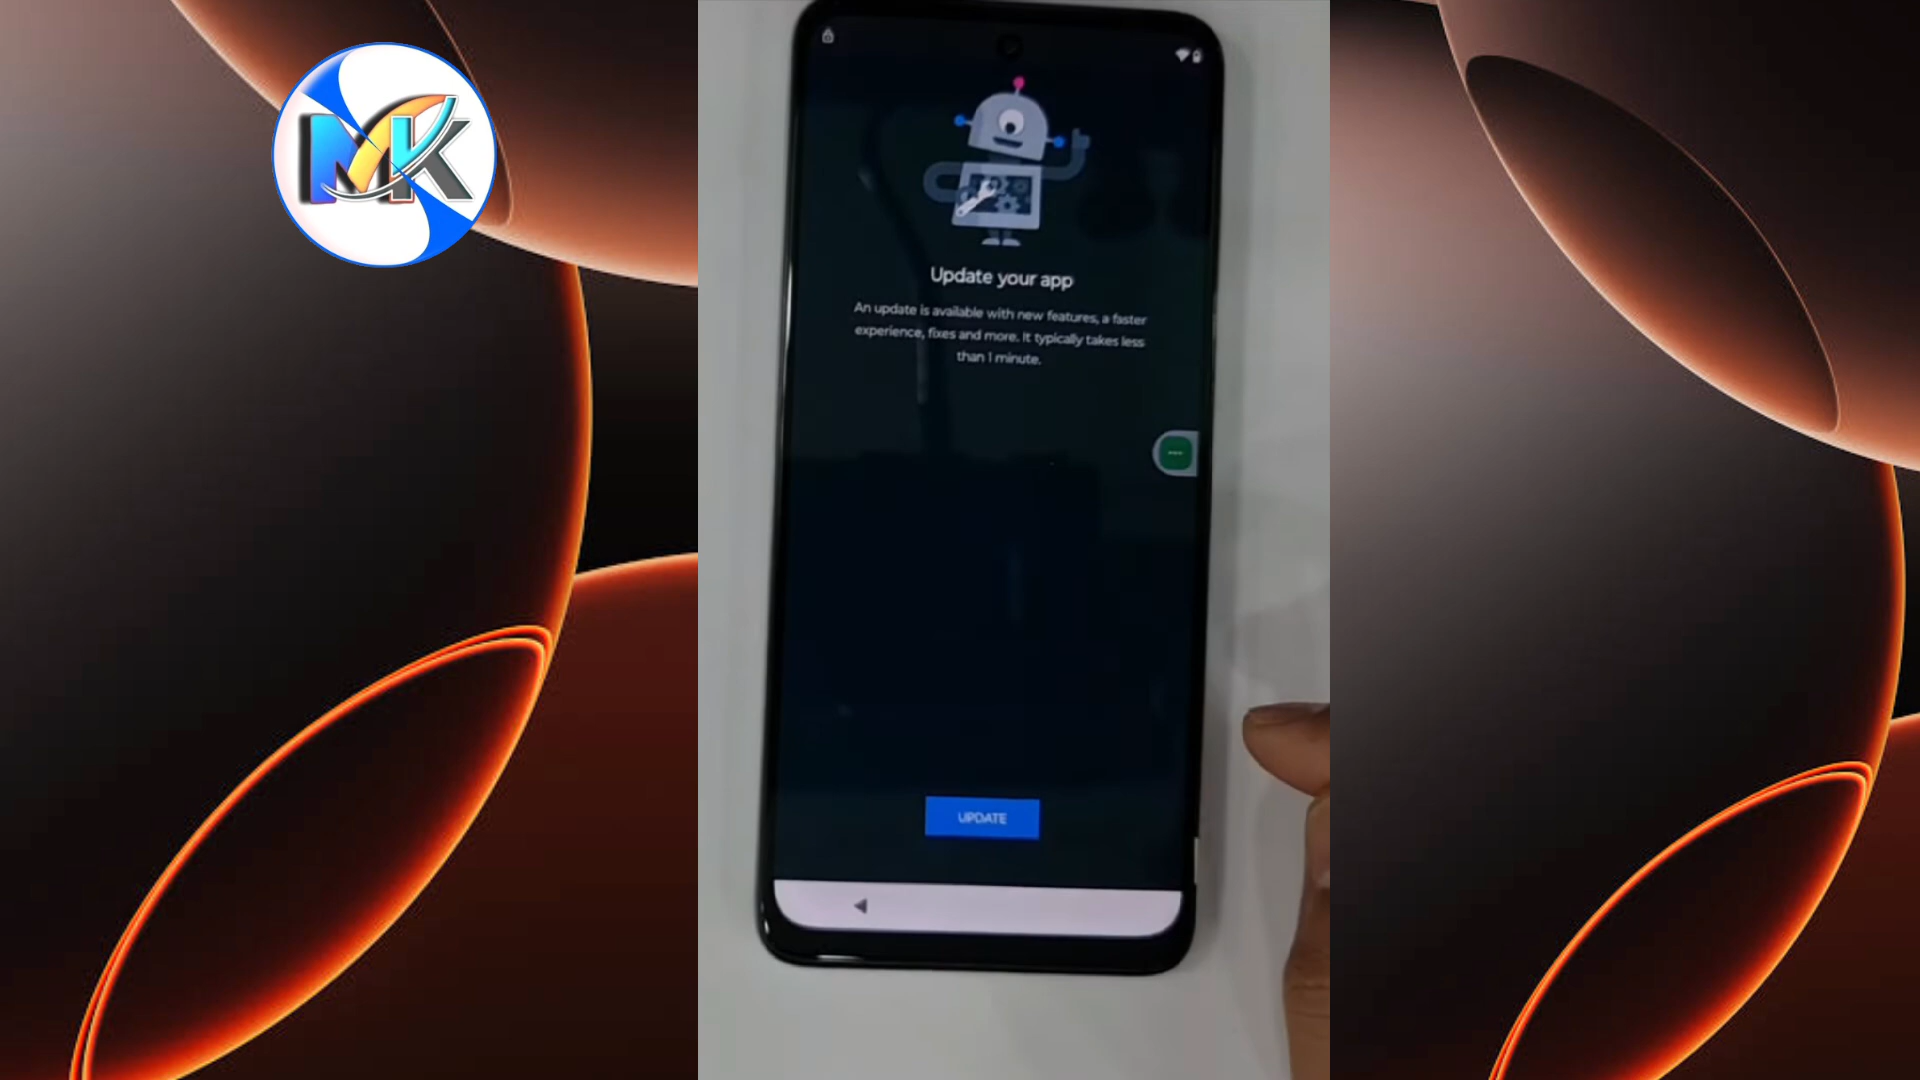 MK
Update your app
An update is available with new features, a faster
experience, fixes and more. It typically takes less
than 1 minute.
UPDATE